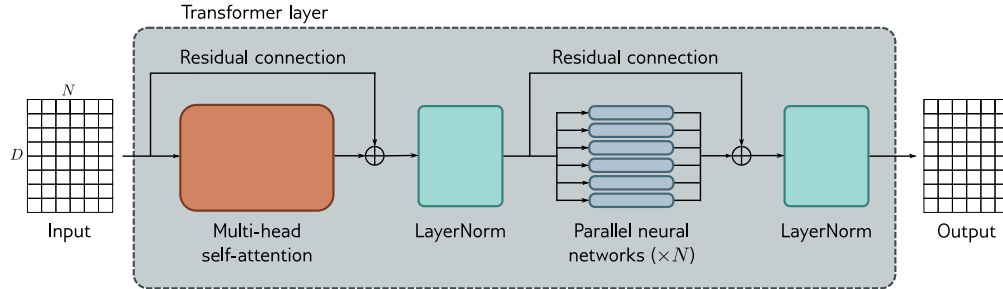 Transformer layer
Residual connection
Residual connection
N
D
Input
Multi-head
self-attention
LayerNorm
Parallel neural
networks (×N)
LayerNorm
Output